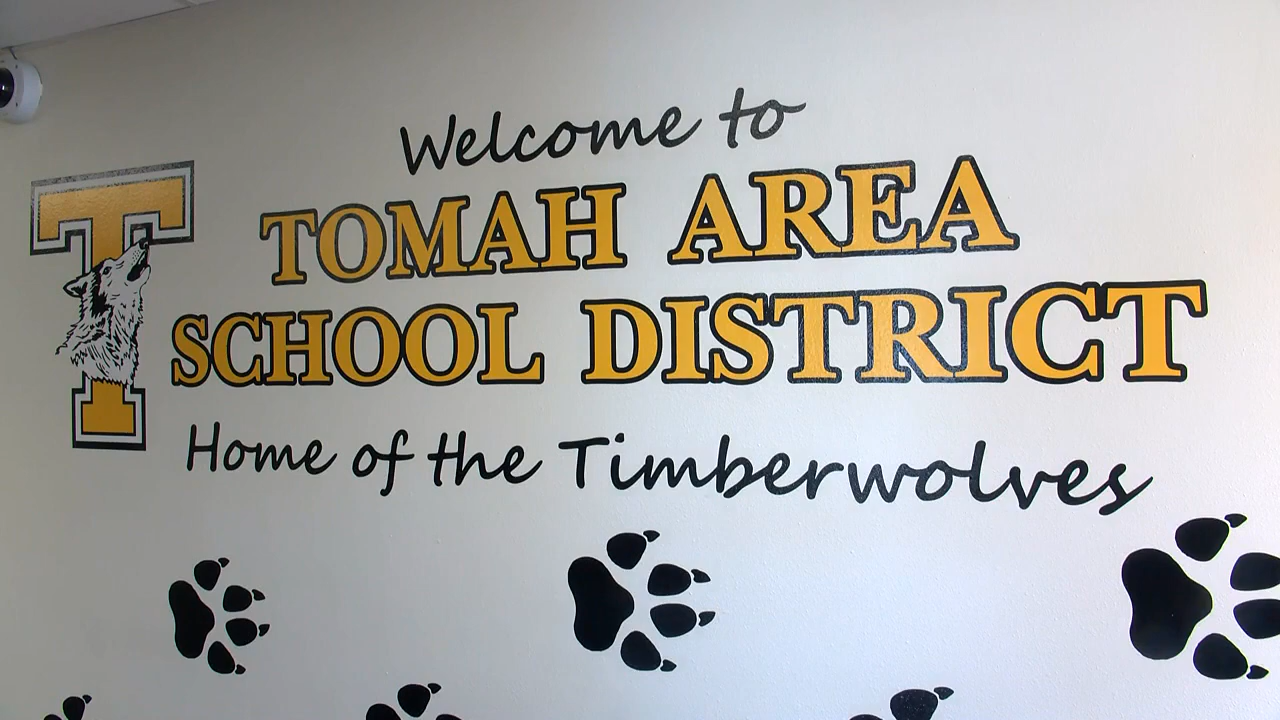 Welcome to
T
TOMAH AREA
SCHOOL DISTRICT
Home of the Timberwolves